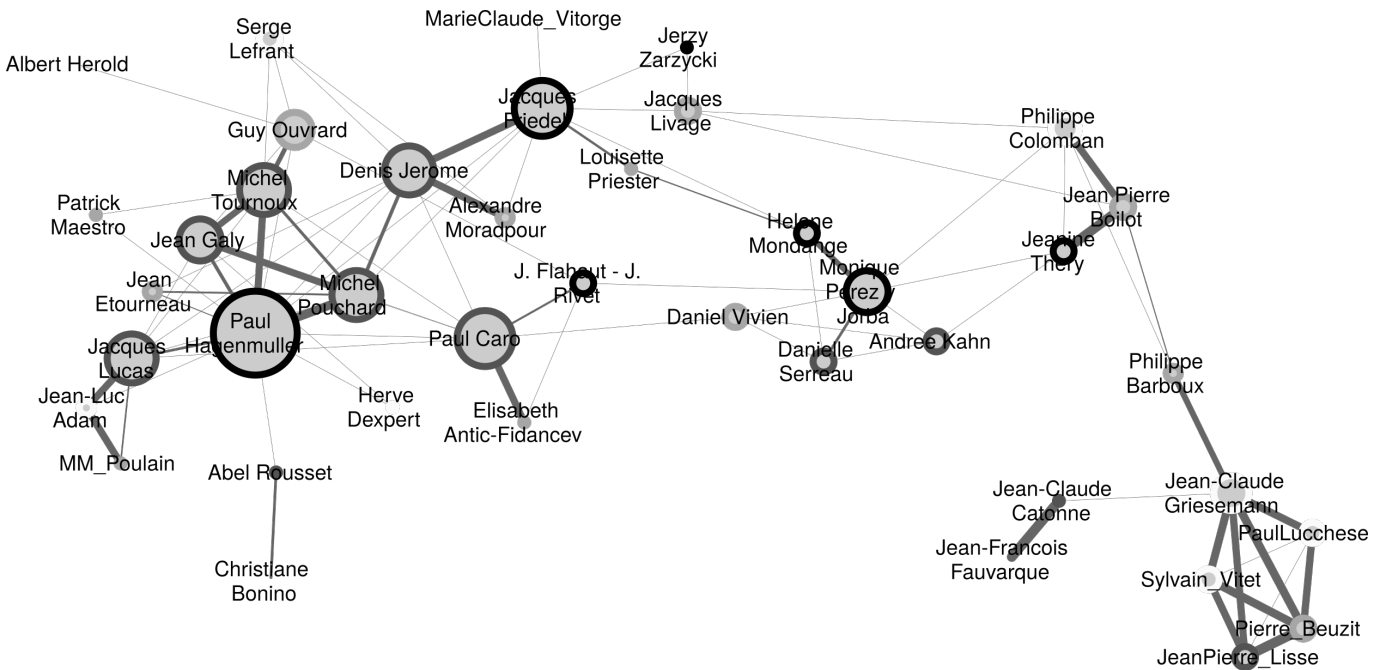 MarieClaude_Vitorge
Serge
Lefrant
Jerzy
Zarzycki
Albert Herold
Jacques
Friedel
Jacques
Livage
Philippe
Colomban
Guy Ouvrard
Denis Jerome
Louisette
Priester
Michel
Tournoux
Patrick
Maestro
Alexandre
Moradpour
Jean Pierre
Boilot
Jean Galy
Helene
Mondange
Jeanine
Thery
Jean
Etourneau
Michel
Pouchard
J. Flahaut - J.
Rivet
Monique
Perez y
Jorba
Paul
Hagenmuller
Daniel Vivien
Paul Caro
Andree Kahn
Jacques
Lucas
Danielle
Serreau
Philippe
Barboux
Jean-Luc
Adam
Herve
Dexpert
Elisabeth
Antic-Fidancev
MM_Poulain
Abel Rousset
Jean-Claude
Catonne
Jean-Claude
Griesemann
PaulLucchese
Jean-Francois
Fauvarque
Christiane
Bonino
Sylvain_Vitet
Pierre_Beuzit
JeanPierre_Lisse